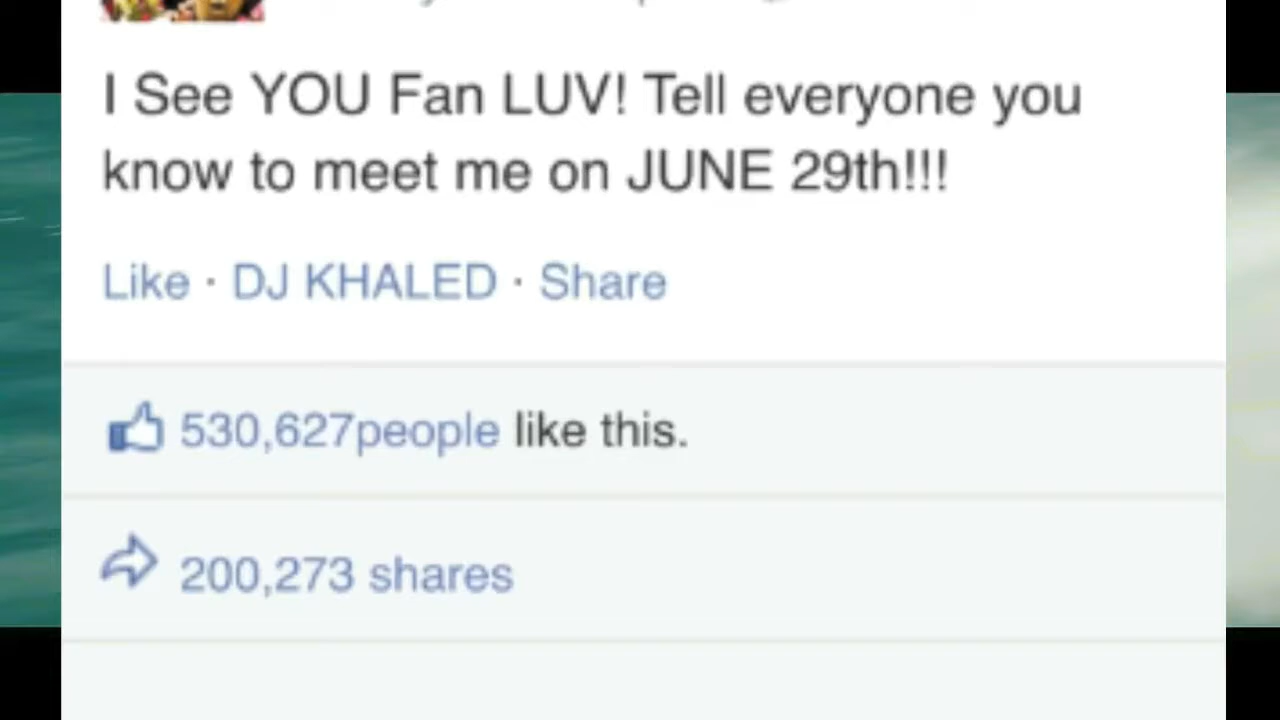 I See YOU Fan LUV! Tell everyone you
know to meet me on JUNE 29th!!!
Like · DJ KHALED · Share
530,627people like this.
200,273 shares